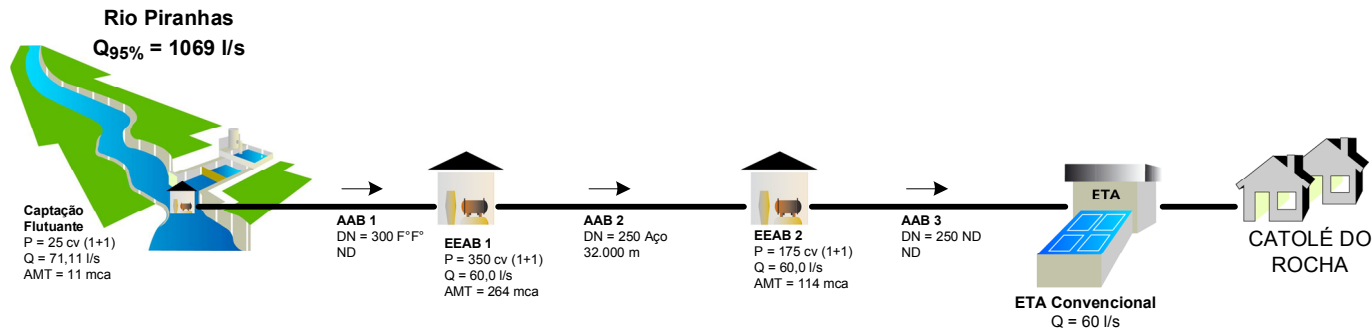 Rio Piranhas
Q95% = 1069 l/s
Captação
Flutuante
P = 25 cv (1+1)
Q = 71,11 l/s
AMT = 11 mca
AAB 1
DN = 300 F°F°
ND
EEAB 1
P = 350 cv (1+1)
Q = 60,0 l/s
AMT = 264 mca
AAB 2
DN = 250 Aço
32.000 m
EEAB 2
P = 175 cv (1+1)
Q = 60,0 l/s
AMT = 114 mca
AAB 3
DN = 250 ND
ND
ETA
ETA Convencional
Q = 60 l/s
CATOLÉ DO
ROCHA